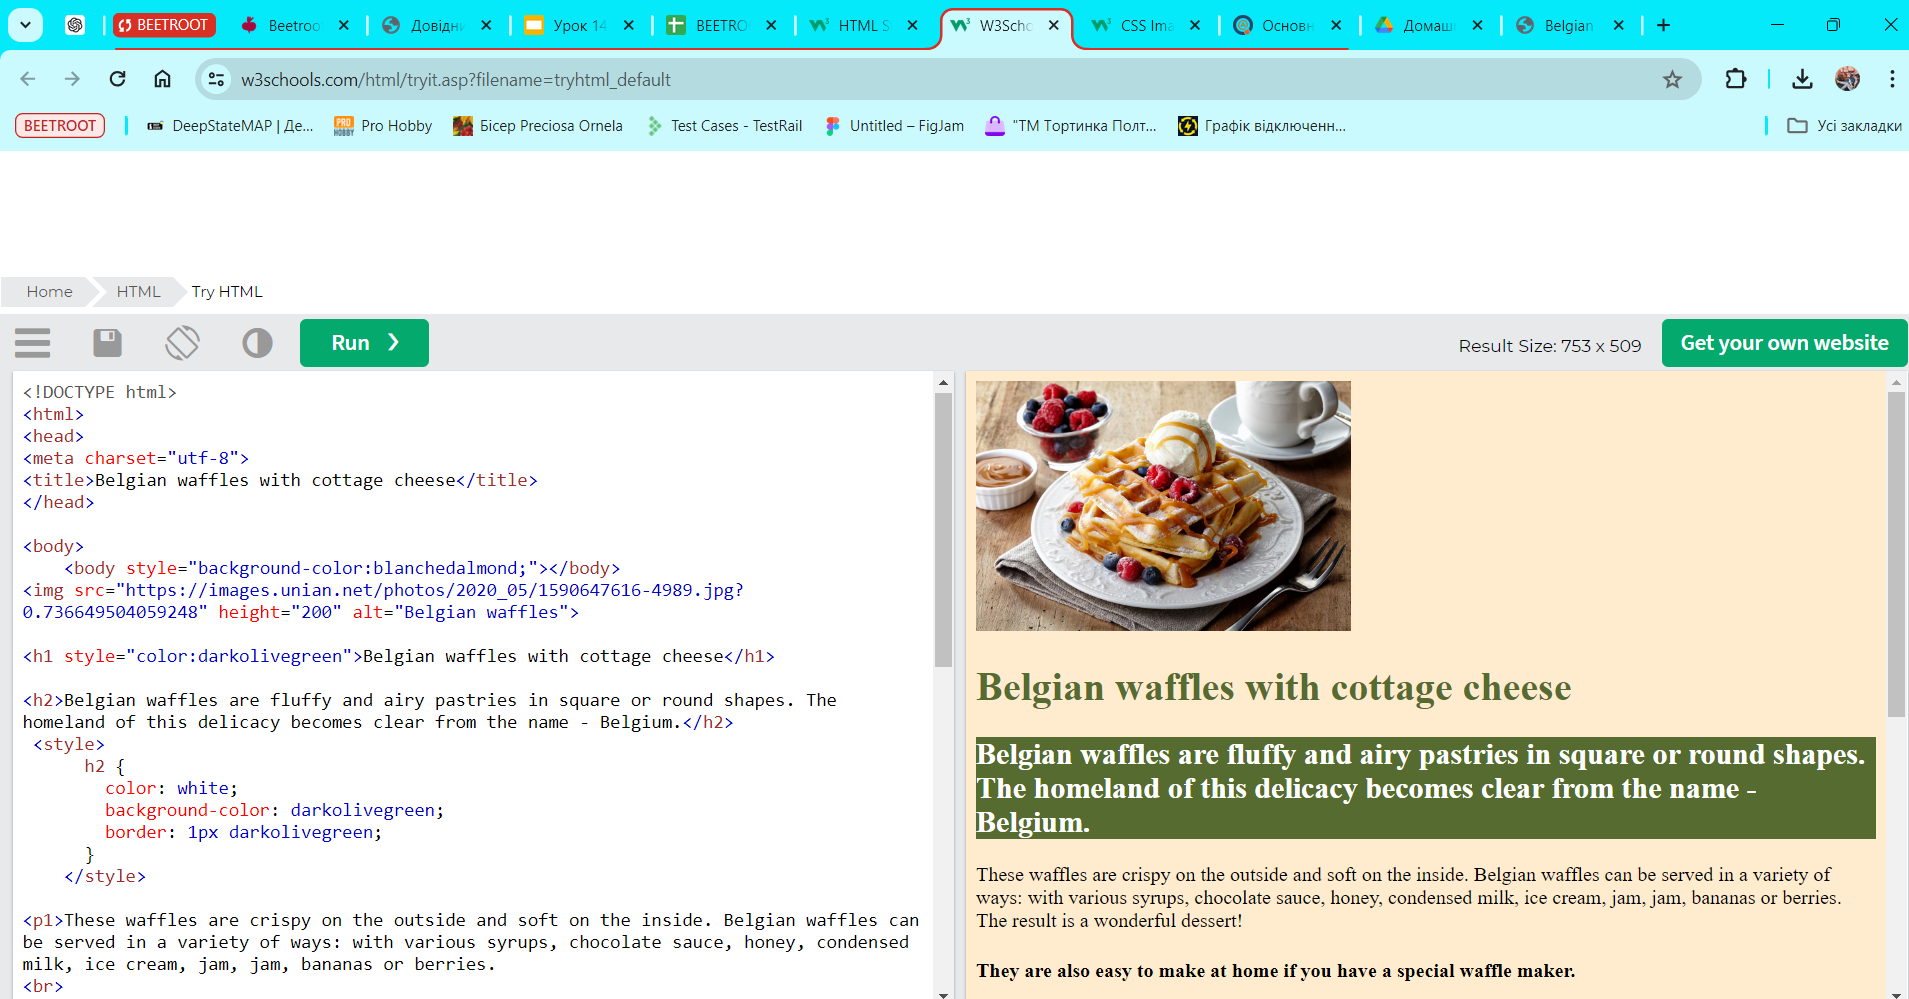 BEETROOT
Beetroo
Довідни
Урок 14
BEETRO
HTML S
W3Scho
CSS Ima
Основн
Домаш
Belgian
w3schools.com/html/tryit.asp?filename=tryhtml_default
BEETROOT
DeepStateMAP | Де...
Pro Hobby
Бісер Preciosa Ornela
Test Cases - TestRail
Untitled – FigJam
"ТМ Тортинка Полт...
Графік відключенн...
Усі закладки
Home
HTML
Try HTML
Run ❯
Result Size: 753 x 509
Get your own website
<!DOCTYPE html>
<html>
<head>
<meta charset="utf-8">
<title>Belgian waffles with cottage cheese</title>
</head>
<body>
<body style="background-color:blanchedalmond;"></body>
<img src="https://images.unian.net/photos/2020_05/1590647616-4989.jpg?
0.736649504059248" height="200" alt="Belgian waffles">
<h1 style="color:darkolivegreen">Belgian waffles with cottage cheese</h1>
<h2>Belgian waffles are fluffy and airy pastries in square or round shapes. The
homeland of this delicacy becomes clear from the name - Belgium.</h2>
<style>
h2 {
color: white;
background-color: darkolivegreen;
border: 1px darkolivegreen;
}
</style>
<p1>These waffles are crispy on the outside and soft on the inside. Belgian waffles can
be served in a variety of ways: with various syrups, chocolate sauce, honey, condensed
milk, ice cream, jam, jam, bananas or berries.
<br>
Belgian waffles with cottage cheese
Belgian waffles are fluffy and airy pastries in square or round shapes.
The homeland of this delicacy becomes clear from the name -
Belgium.
These waffles are crispy on the outside and soft on the inside. Belgian waffles can be served in a variety of
ways: with various syrups, chocolate sauce, honey, condensed milk, ice cream, jam, jam, bananas or berries.
The result is a wonderful dessert!
They are also easy to make at home if you have a special waffle maker.